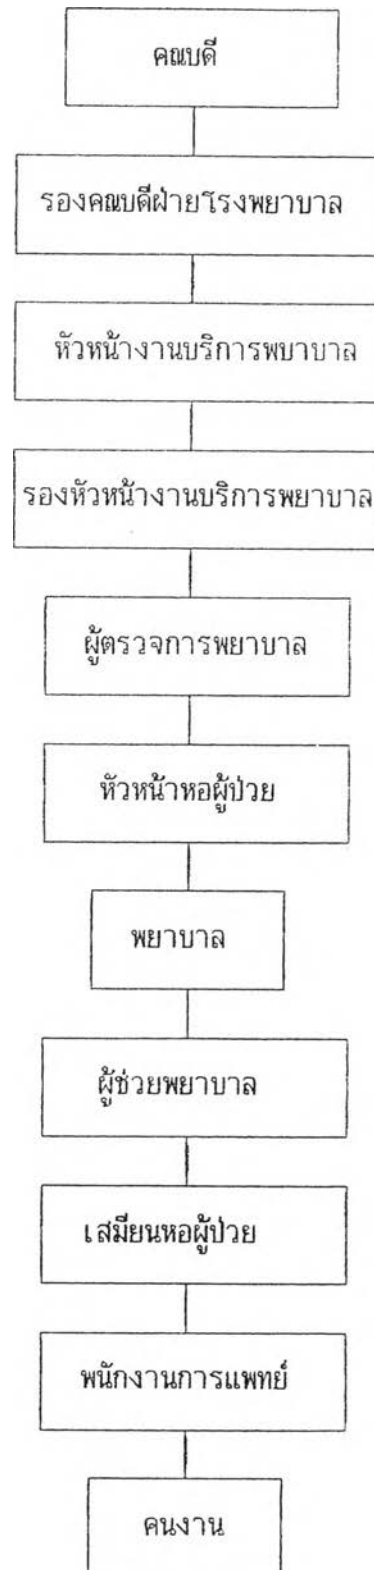 คณบดี
รองคณบดีฝ่ายโรงพยาบาล
หัวหน้างานบริการพยาบาล
รองหัวหน้างานบริการพยาบาล
ผู้ตรวจการพยาบาล
หัวหน้าหอผู้ป่วย
พยาบาล
ผู้ช่วยพยาบาล
เสมียนหอผู้ป่วย
พนักงานการแพทย์
คนงาน